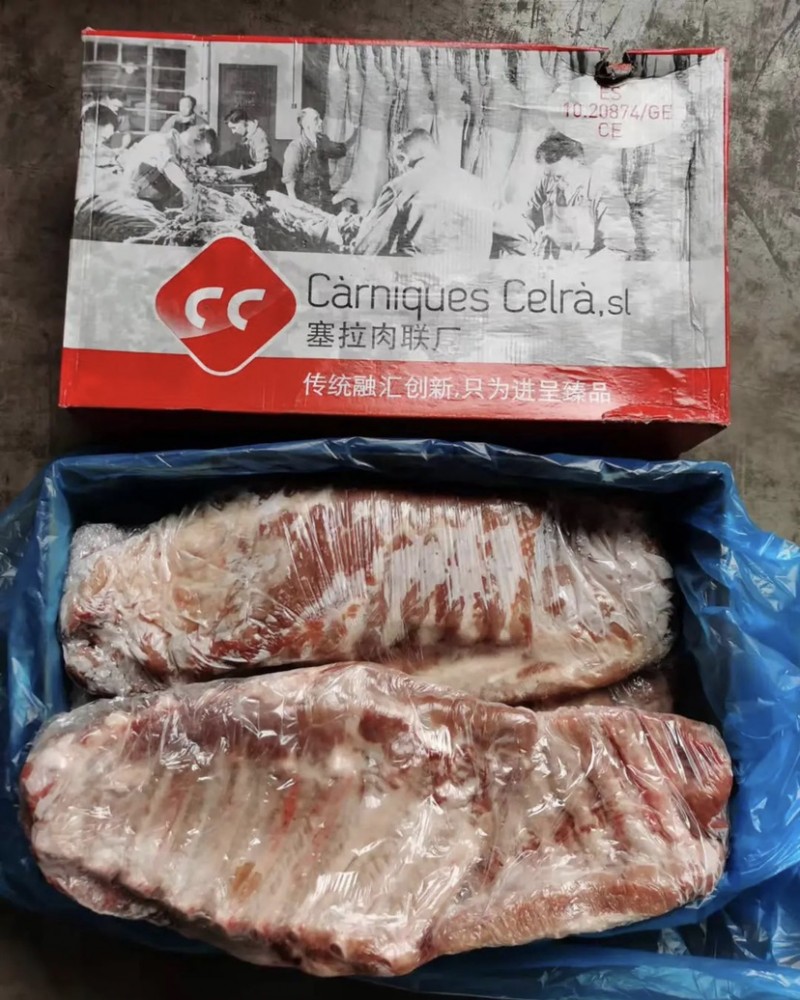 ES
10.20874/GE
CE
CC
Càrniques Celrà,sl
塞拉肉联厂
传统融汇创新,只为进呈臻品